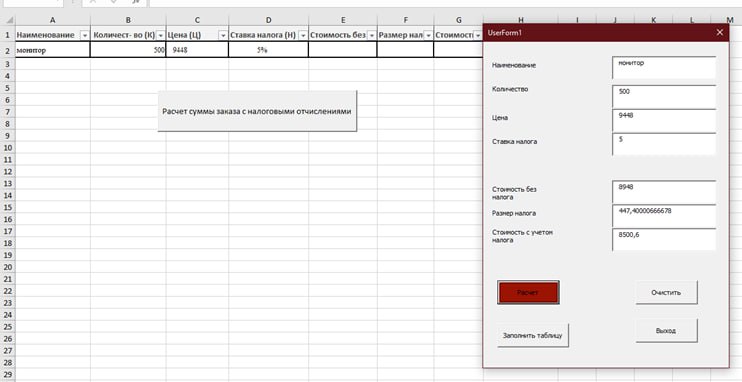 A B C D E F G H I J K L M
1 Наименование Количест- во (К) Цена (Ц) Ставка налога (Н) Стоимость без Размер нал Стоимость
2 монитор 500 9448 5%
3
4
5
6
7
8
9
10
11
12
13
14
15
16
17
18
19
20
21
22
23
24
25
26
27
28
29
Расчет суммы заказа с налоговыми отчислениями
UserForm1
Наименование монитор
Количество 500
Цена 9448
Ставка налога 5
Стоимость без
налога 8948
Размер налога 447,40000666678
Стоимость с учетом
налога 8500,6
Расчет Очистить
Заполнить таблицу Выход